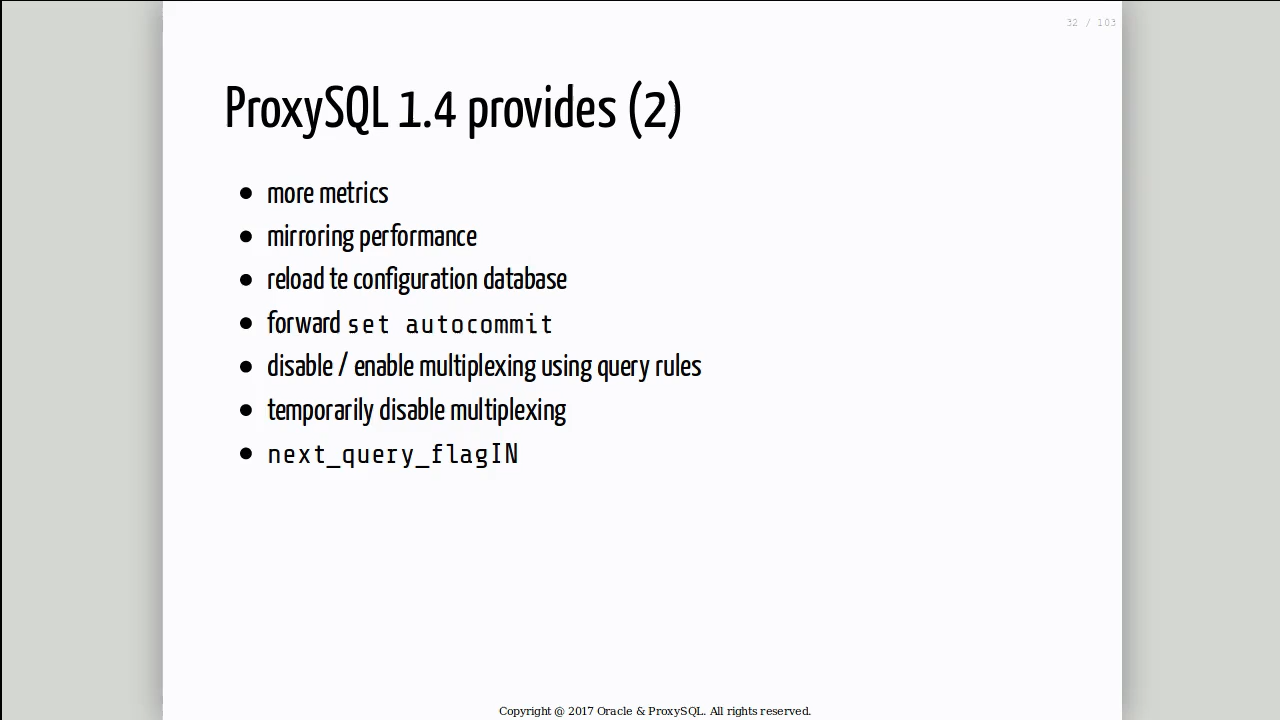 32 / 103
ProxySQL 1.4 provides (2)
more metrics
mirroring performance
reload te configuration database
forward set autocommit
disable / enable multiplexing using query rules
temporarily disable multiplexing
next_query_flagIN
Copyright @ 2017 Oracle & ProxySQL. All rights reserved.